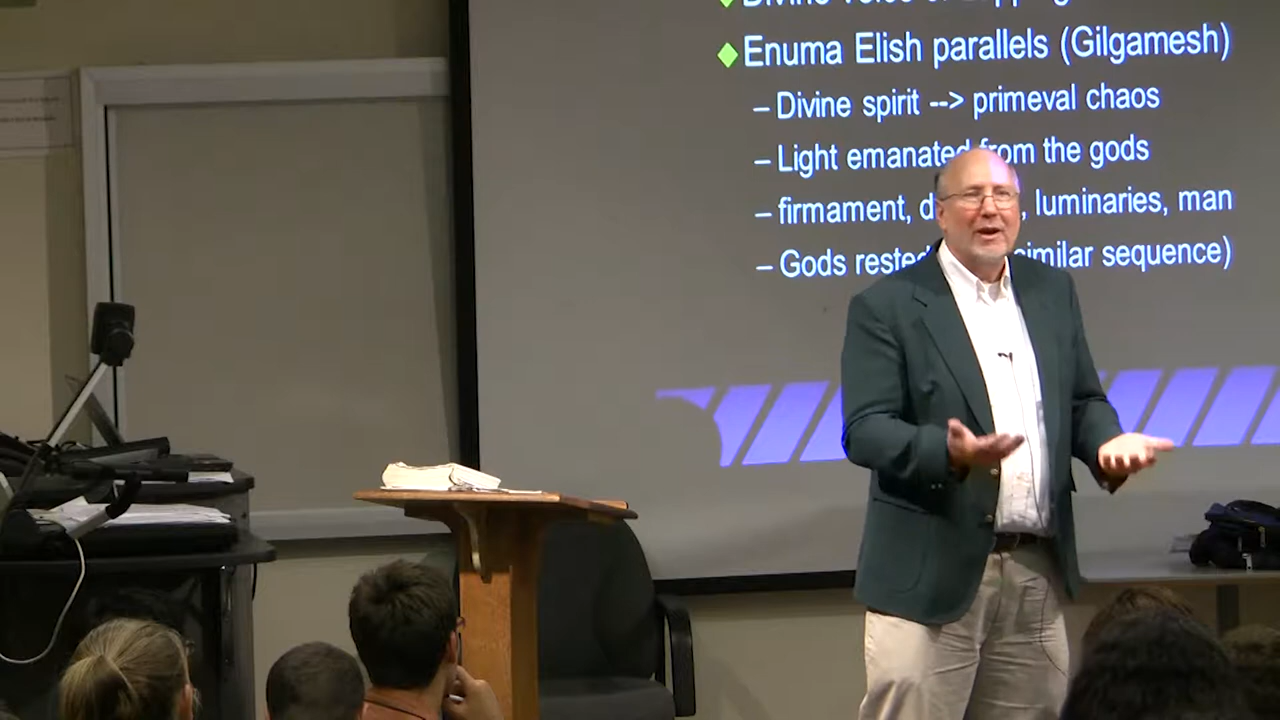 Divine
Enuma Elish parallels (Gilgamesh)
– Divine spirit --> primeval chaos
– Light emanated from the gods
– firmament, luminaries, man
– Gods rested similar sequence)